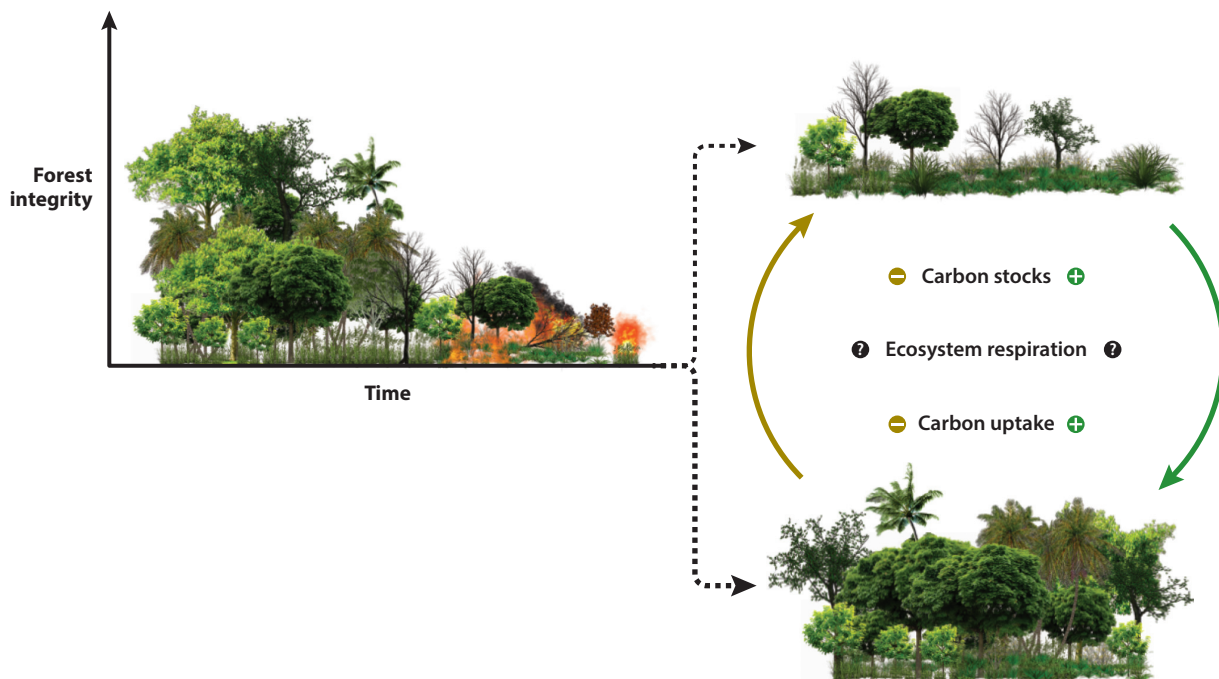 Forest
integrity
Time
− Carbon stocks +
? Ecosystem respiration ?
− Carbon uptake +